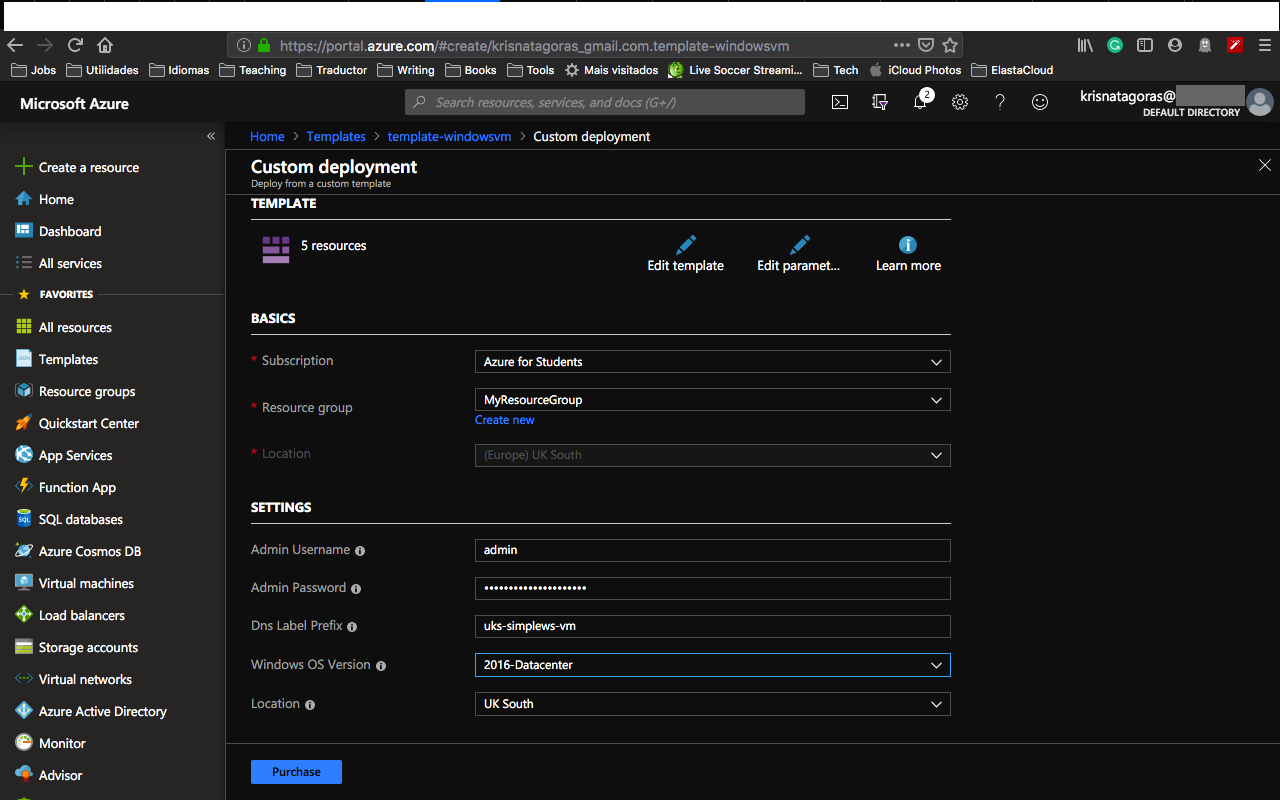 https://portal.azure.com/#create/krisnatagoras_gmail.com.template-windowsvm
Jobs Utilidades Idiomas Teaching Traductor Writing Books Tools Mais visitados Live Soccer Streami... Tech iCloud Photos ElastaCloud
Microsoft Azure
Search resources, services, and docs (G+/)
2
krisnatagoras@
DEFAULT DIRECTORY
«
Create a resource
Home
Dashboard
All services
FAVORITES
All resources
Templates
Resource groups
Quickstart Center
App Services
Function App
SQL databases
Azure Cosmos DB
Virtual machines
Load balancers
Storage accounts
Virtual networks
Azure Active Directory
Monitor
Advisor
Home > Templates > template-windowsvm > Custom deployment
Custom deployment
Deploy from a custom template
TEMPLATE
5 resources
Edit template
Edit paramet...
Learn more
BASICS
* Subscription
Azure for Students
* Resource group
MyResourceGroup
Create new
* Location
(Europe) UK South
SETTINGS
Admin Username
admin
Admin Password
•••••••••••••••••••••
Dns Label Prefix
uks-simplews-vm
Windows OS Version
2016-Datacenter
Location
UK South
Purchase